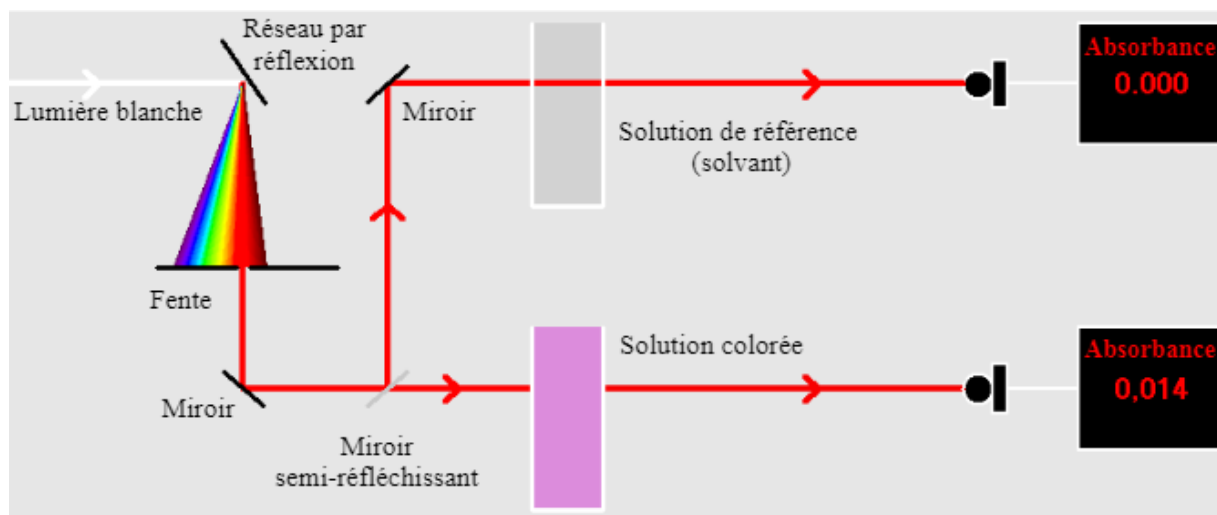 Réseau par
réflexion
Lumière blanche
Miroir
Solution de référence
(solvant)
Absorbance
0.000
Fente
Miroir
Miroir
semi-réfléchissant
Solution colorée
Absorbance
0,014